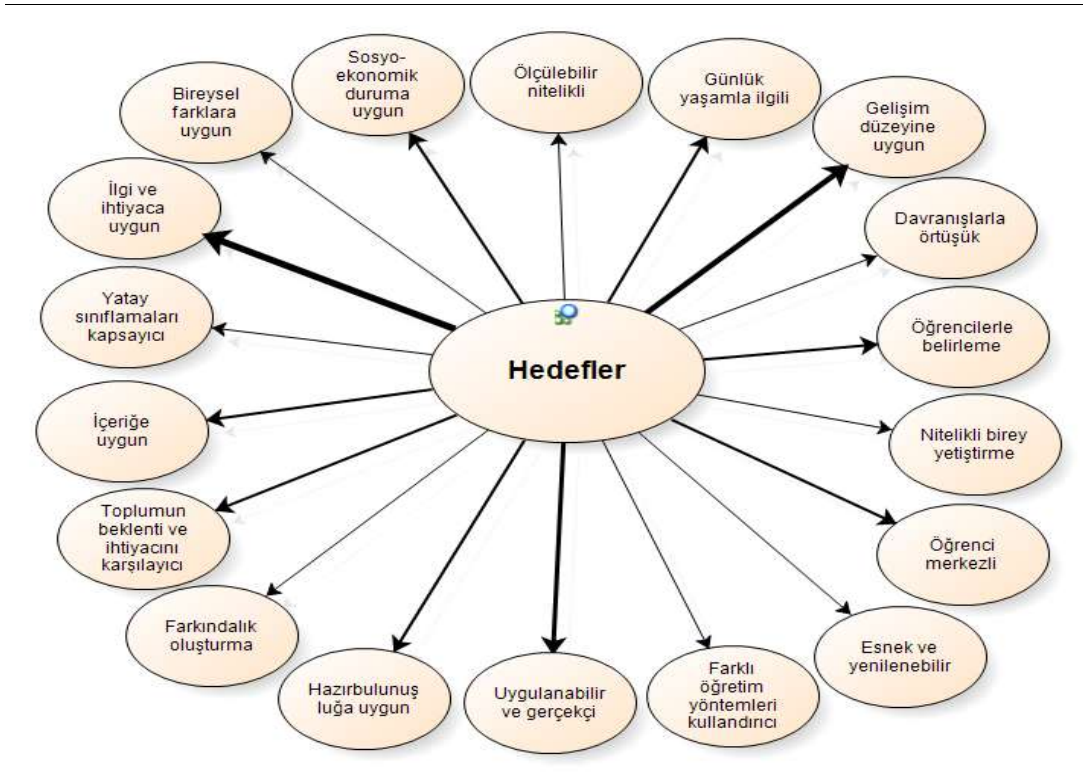 Sosyo-
ekonomik
duruma
uygun
Ölçülebilir
nitelikli
Günlük
yaşamla ilgili
Gelişim
düzeyine
uygun
Davranışlarla
örtüşük
Öğrencilerle
belirleme
Nitelikli birey
yetiştirme
Öğrenci
merkezli
Esnek ve
yenilenebilir
Farklı
öğretim
yöntemleri
kullandırıcı
Uygulanabilir
ve gerçekçi
Hazırbulunuş
luğa uygun
Farkındalık
oluşturma
Toplumun
beklenti ve
ihtiyacını
karşılayıcı
İçeriğe
uygun
Yatay
sınıflamaları
kapsayıcı
İlgi ve
ihtiyaca
uygun
Bireysel
farklara
uygun
Hedefler